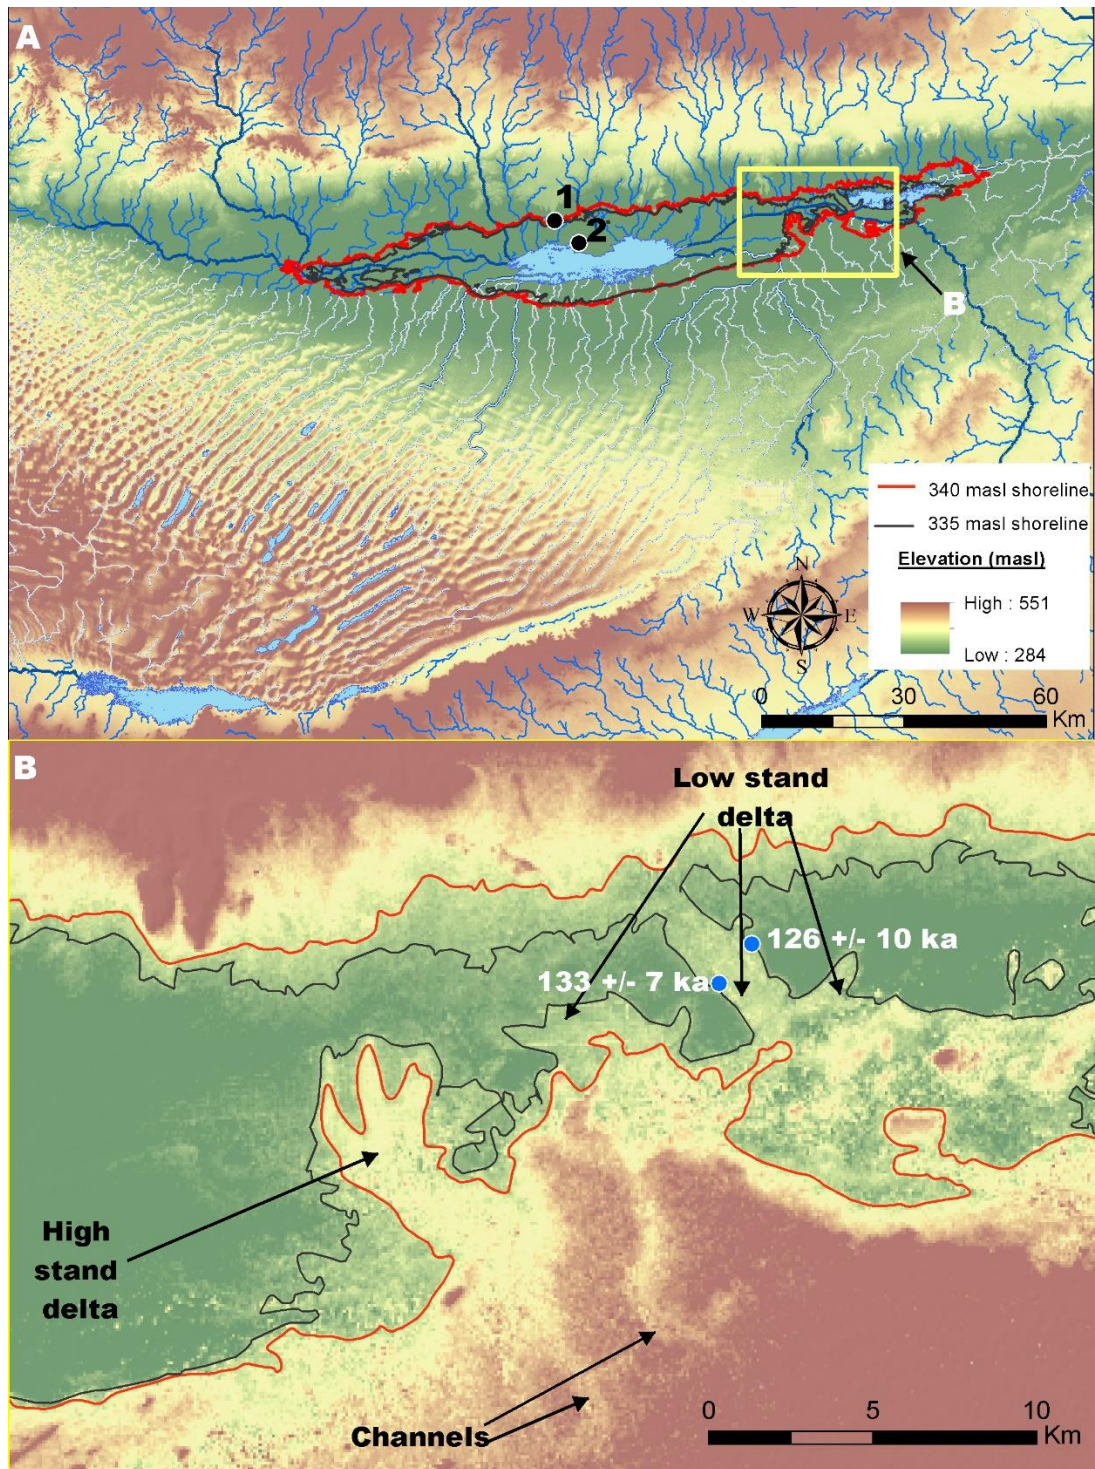 A
1
2
B
340 masl shoreline
335 masl shoreline
Elevation (masl)
High : 551
Low : 284
N
W E
S
0 30 60
Km
B
Low stand
delta
126 +/- 10 ka
133 +/- 7 ka
High
stand
delta
Channels
0 5 10
Km